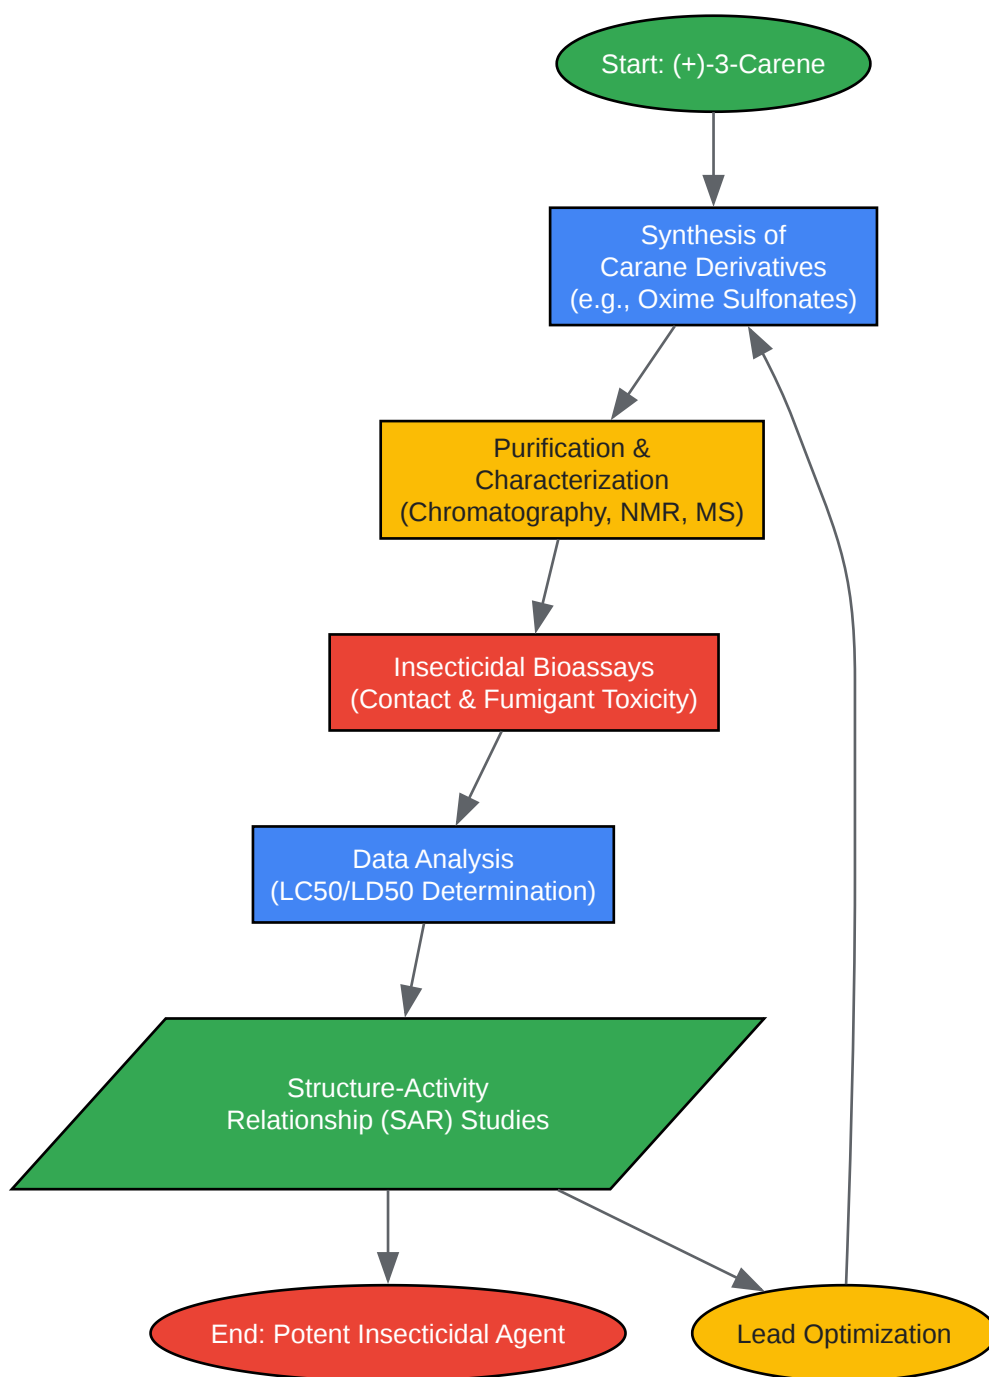 Start: (+)-3-Carene
Synthesis of
Carane Derivatives
(e.g., Oxime Sulfonates)
Purification &
Characterization
(Chromatography, NMR, MS)
Insecticidal Bioassays
(Contact & Fumigant Toxicity)
Data Analysis
(LC50/LD50 Determination)
Structure-Activity
Relationship (SAR) Studies
End: Potent Insecticidal Agent
Lead Optimization